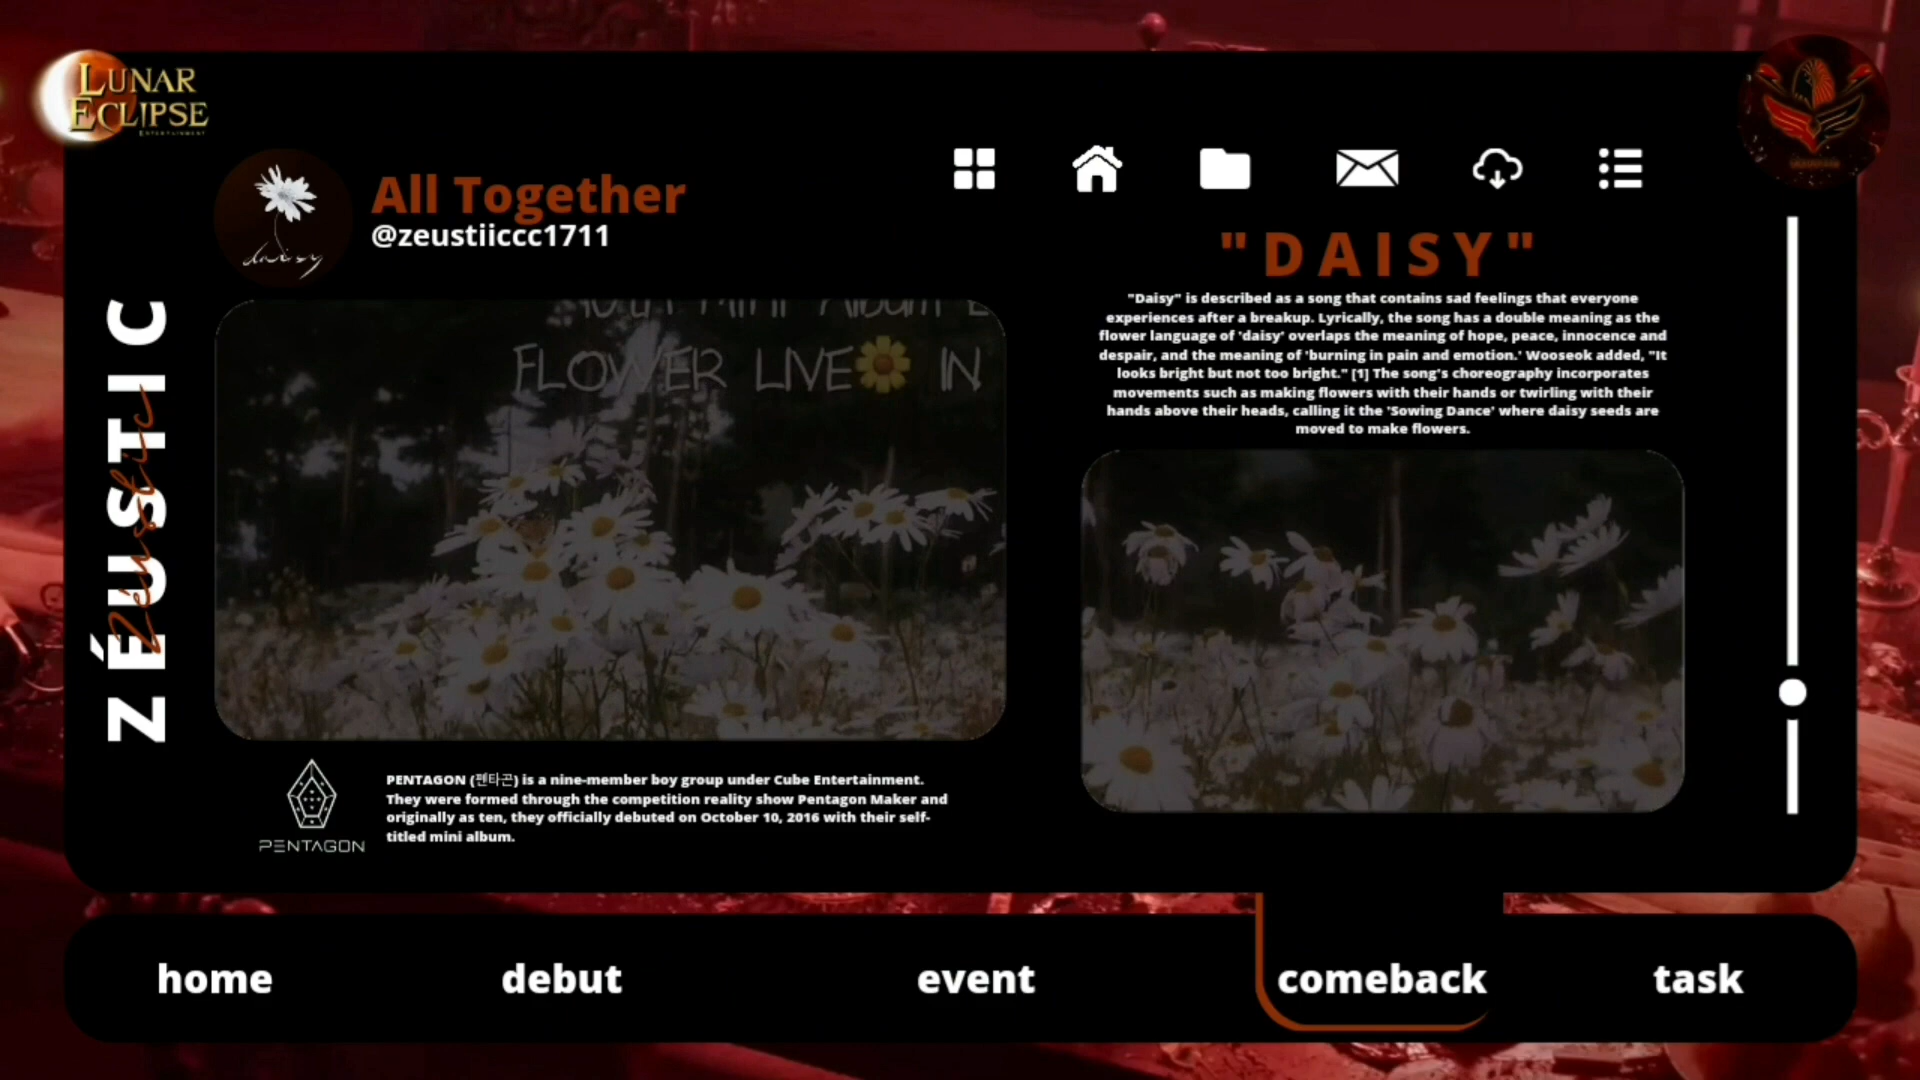 LUNAR
ECLIPSE
ENTERTAINMENT
daisy
All Together
@zeustiiccc1711
"DAISY"
"Daisy" is described as a song that contains sad feelings that everyone
experiences after a breakup. Lyrically, the song has a double meaning as the
flower language of 'daisy' overlaps the meaning of hope, peace, innocence and
despair, and the meaning of 'burning in pain and emotion.' Wooseok added, "It
looks bright but not too bright." [1] The song's choreography incorporates
movements such as making flowers with their hands or twirling with their
hands above their heads, calling it the 'Sowing Dance' where daisy seeds are
moved to make flowers.
ZÉUSTIC
Zeustic
Mini Album
FLOWER LIVE🌼 IN
PENTAGON
PENTAGON (펜타곤) is a nine-member boy group under Cube Entertainment.
They were formed through the competition reality show Pentagon Maker and
originally as ten, they officially debuted on October 10, 2016 with their self-
titled mini album.
home
debut
event
comeback
task